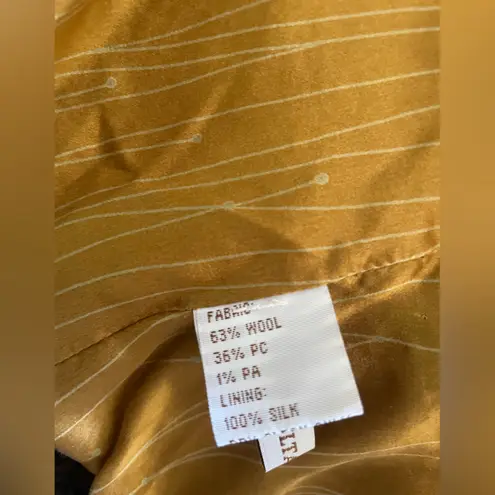 FABRIC:
63% WOOL
36% PC
1% PA
LINING:
100% SILK